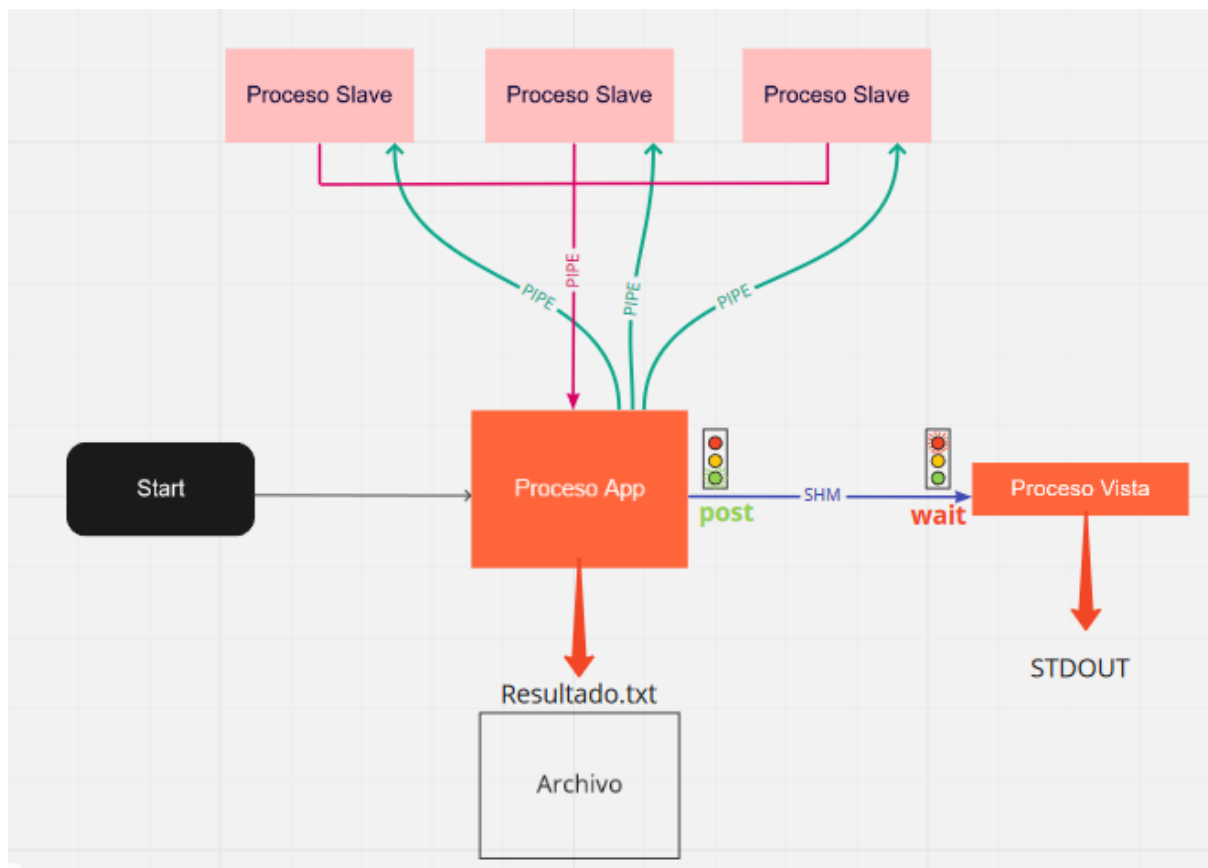 Proceso Slave
Proceso Slave
Proceso Slave
PIPE
PIPE
PIPE
PIPE
Start
Proceso App
post
SHM
wait
Proceso Vista
Resultado.txt
Archivo
STDOUT